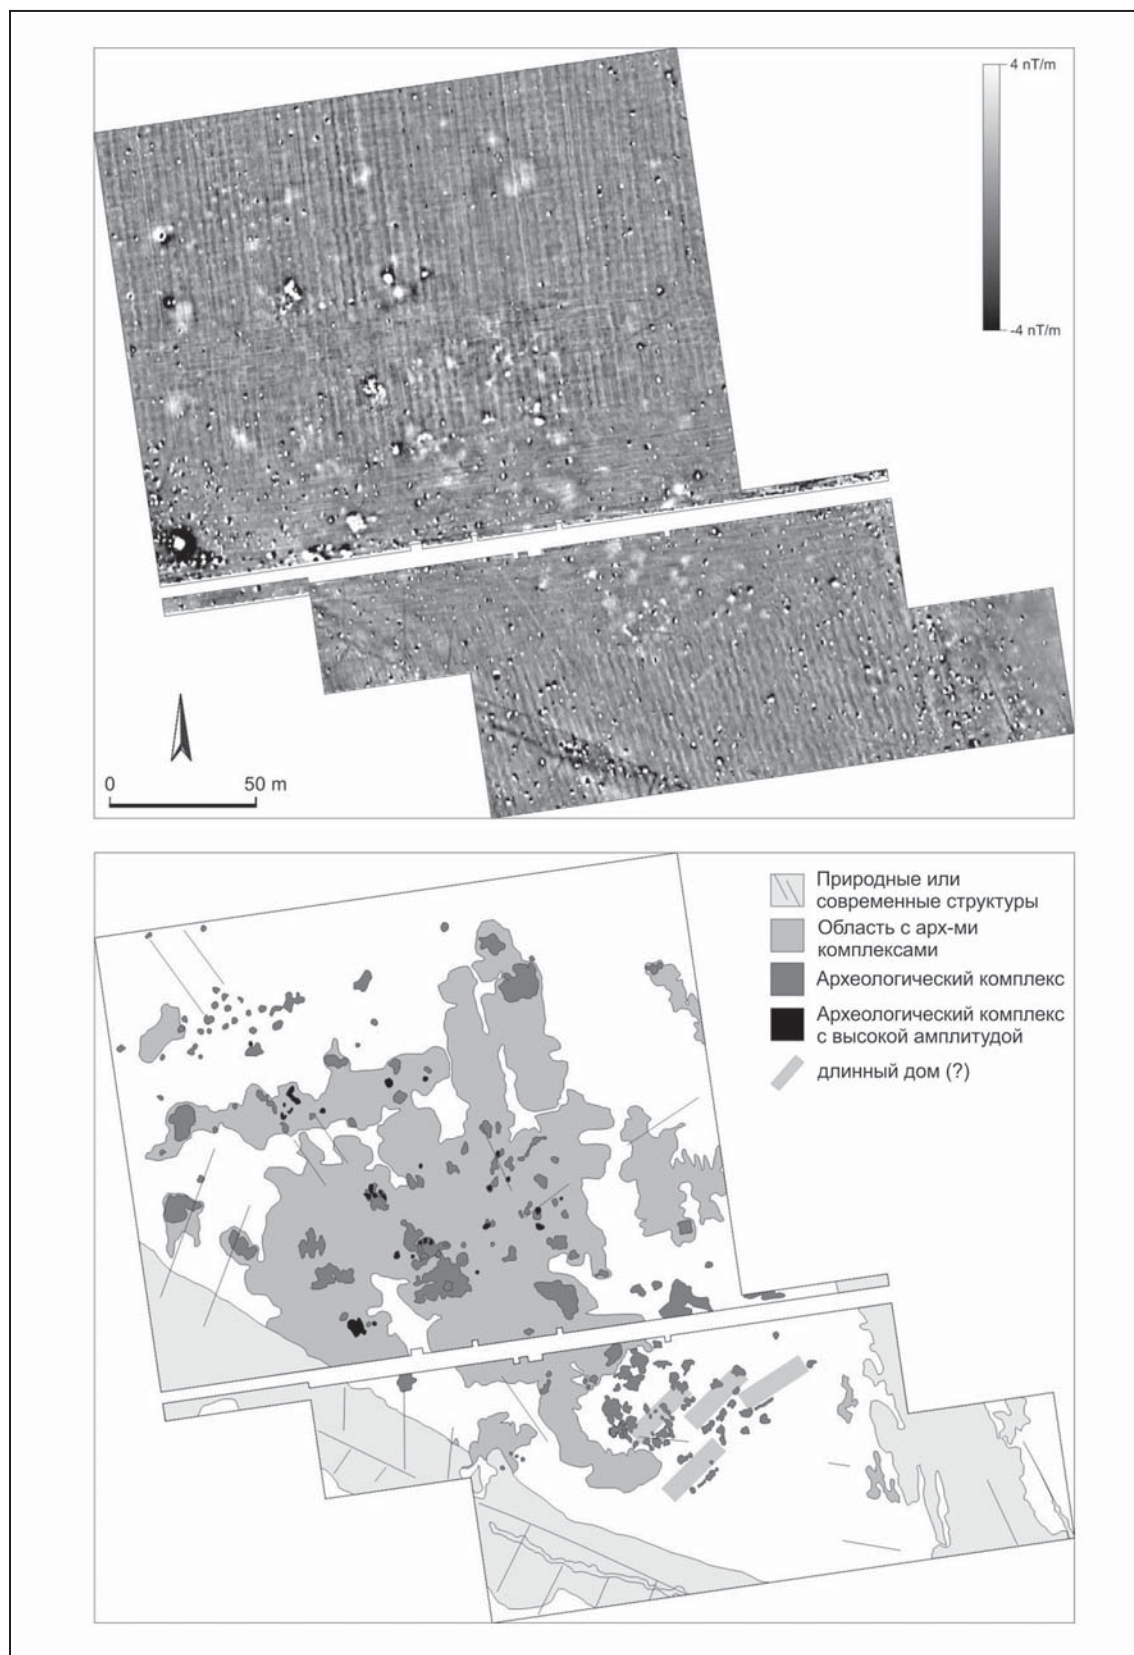 4 nT/m
-4 nT/m
0 50 m
Природные или
современные структуры
Область с арх-ми
комплексами
Археологический комплекс
Археологический комплекс
с высокой амплитудой
длинный дом (?)